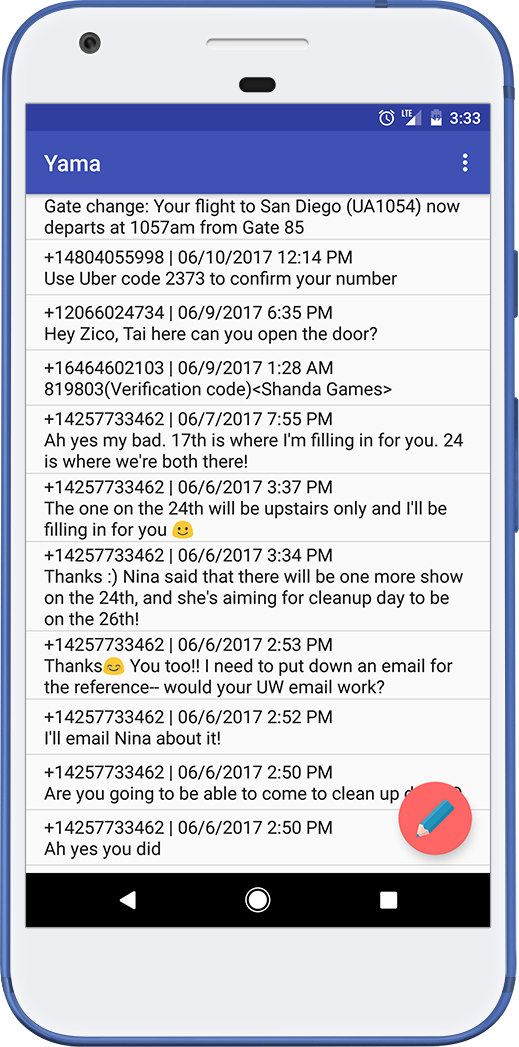 LTE 3:33
Yama
Gate change: Your flight to San Diego (UA1054) now
departs at 1057am from Gate 85
+14804055998 | 06/10/2017 12:14 PM
Use Uber code 2373 to confirm your number
+12066024734 | 06/9/2017 6:35 PM
Hey Zico, Tai here can you open the door?
+16464602103 | 06/9/2017 1:28 AM
819803(Verification code)<Shanda Games>
+14257733462 | 06/7/2017 7:55 PM
Ah yes my bad. 17th is where I'm filling in for you. 24
is where we're both there!
+14257733462 | 06/6/2017 3:37 PM
The one on the 24th will be upstairs only and I'll be
filling in for you 🙂
+14257733462 | 06/6/2017 3:34 PM
Thanks :) Nina said that there will be one more show
on the 24th, and she's aiming for cleanup day to be
on the 26th!
+14257733462 | 06/6/2017 2:53 PM
Thanks😊 You too!! I need to put down an email for
the reference-- would your UW email work?
+14257733462 | 06/6/2017 2:52 PM
I'll email Nina about it!
+14257733462 | 06/6/2017 2:50 PM
Are you going to be able to come to clean up
+14257733462 | 06/6/2017 2:50 PM
Ah yes you did